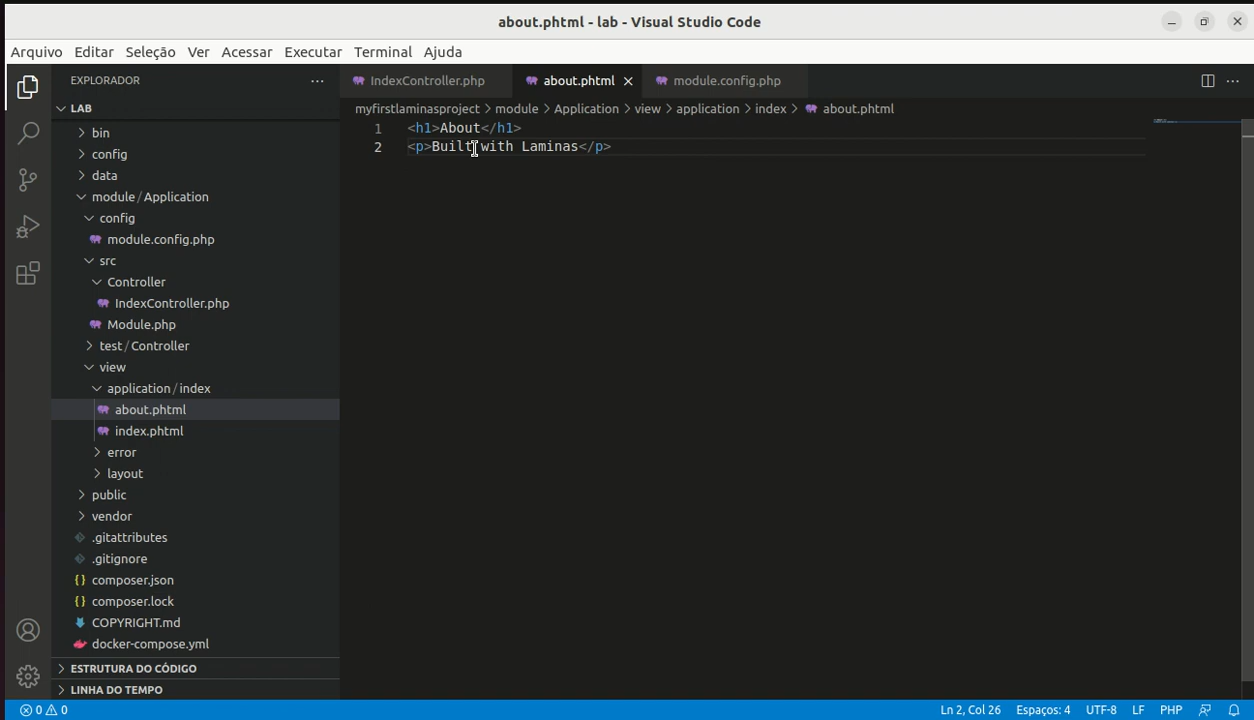 about.phtml - lab - Visual Studio Code
Arquivo Editar Seleção Ver Acessar Executar Terminal Ajuda
EXPLORADOR
IndexController.php about.phtml module.config.php
LAB
myfirstlaminasproject > module > Application > view > application > index > about.phtml
1 <h1>About</h1>
2 <p>Built with Laminas</p>
bin
config
data
module / Application
config
module.config.php
src
Controller
IndexController.php
Module.php
test / Controller
view
application / index
about.phtml
index.phtml
error
layout
public
vendor
.gitattributes
.gitignore
{} composer.json
{} composer.lock
COPYRIGHT.md
docker-compose.yml
ESTRUTURA DO CÓDIGO
LINHA DO TEMPO
0 0 Ln 2, Col 26 Espaços: 4 UTF-8 LF PHP